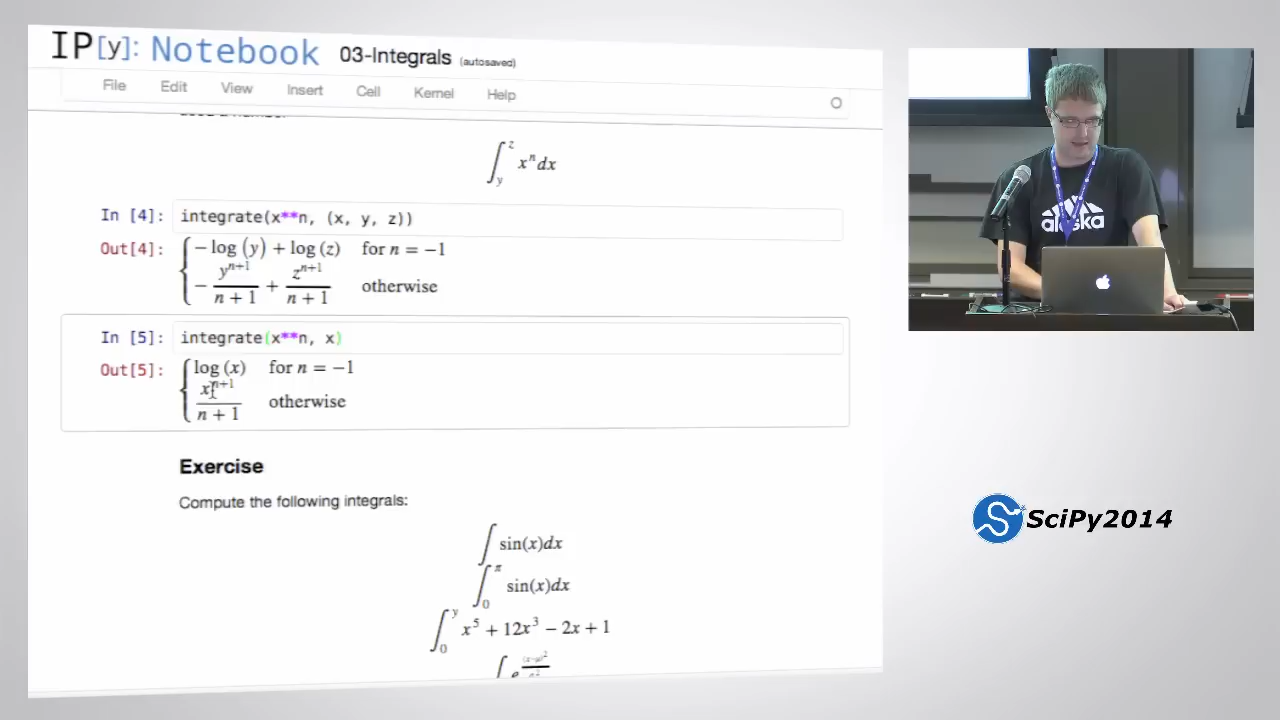 IP[y]: Notebook 03-Integrals (autosaved)
File Edit View Insert Cell Kernel Help
∫_y^z x^n dx
In [4]: integrate(x**n, (x, y, z))
Out[4]: { −log (y) + log (z) for n = −1
− y^{n+1}/(n + 1) + z^{n+1}/(n + 1) otherwise
In [5]: integrate(x**n, x)
Out[5]: { log (x) for n = −1
x^{n+1}/(n + 1) otherwise
Exercise
Compute the following integrals:
∫ sin(x)dx
∫_0^π sin(x)dx
∫_0^y x^5 + 12x^3 − 2x + 1
alaska
SciPy2014